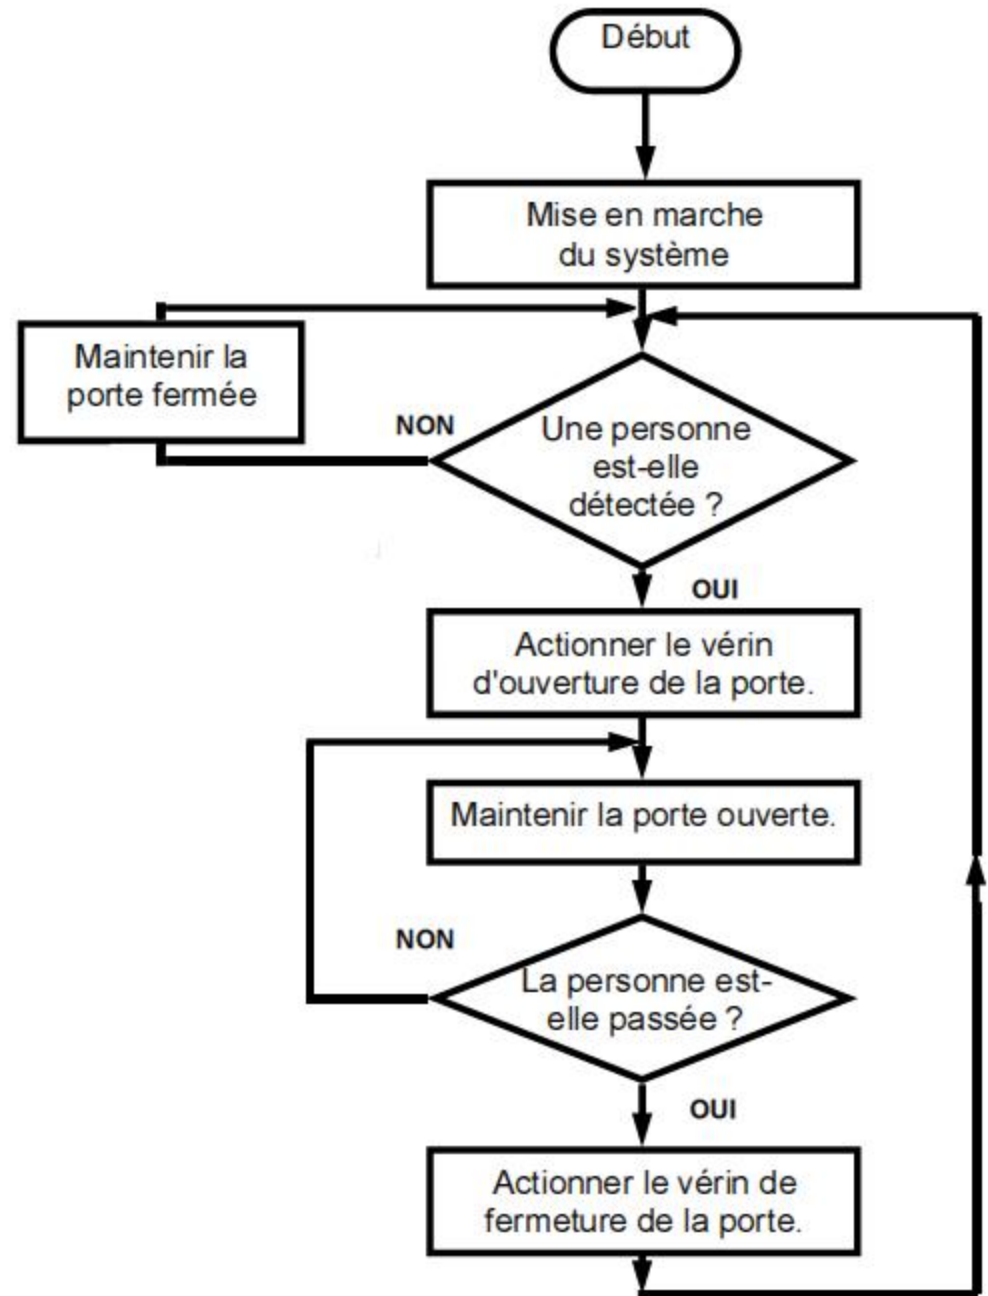 Début
Mise en marche
du système
Maintenir la
porte fermée
NON
Une personne
est-elle
détectée ?
OUI
Actionner le vérin
d'ouverture de la porte.
Maintenir la porte ouverte.
NON
La personne est-
elle passée ?
OUI
Actionner le vérin de
fermeture de la porte.